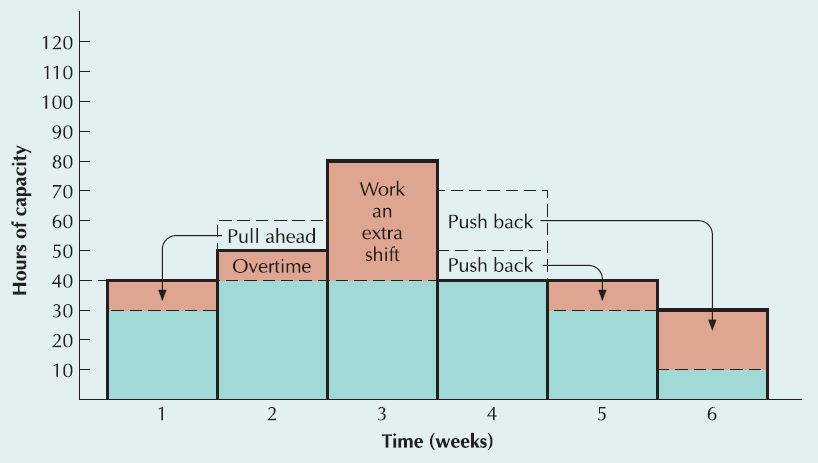 120
110
100
90
80
70
60
50
40
30
20
10
Hours of capacity
Pull ahead
Overtime
Work
an
extra
shift
Push back
Push back
1 2 3 4 5 6
Time (weeks)